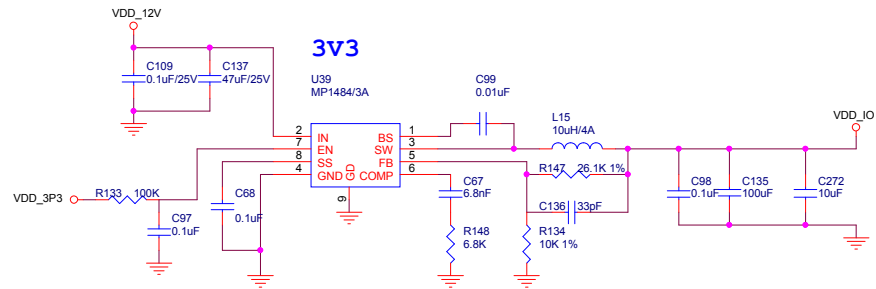 VDD_12V
3V3
C109
0.1uF/25V
C137
47uF/25V
U39
MP1484/3A
C99
0.01uF
L15
10uH/4A
VDD_IO
2
IN
BS
1
7
EN
SW
3
8
SS
FB
5
4
GND
GD
COMP
6
9
R147
26.1K 1%
VDD_3P3
R133
100K
C68
0.1uF
C67
6.8nF
C136
33pF
C98
0.1uF
C135
100uF
C272
10uF
C97
0.1uF
R148
6.8K
R134
10K 1%